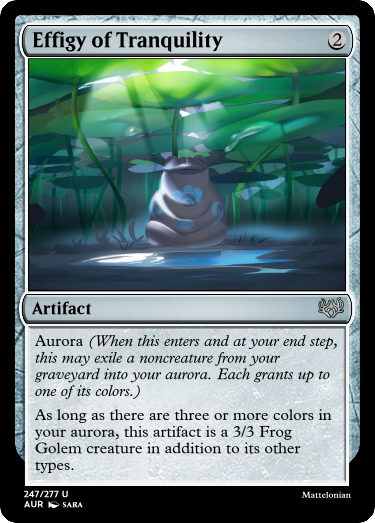 Effigy of Tranquility 2
Artifact
Aurora (When this enters and at your end step,
this may exile a noncreature from your
graveyard into your aurora. Each grants up to
one of its colors.)
As long as there are three or more colors in
your aurora, this artifact is a 3/3 Frog
Golem creature in addition to its other
types.
247/277 U
AUR SARA
Mattelonian